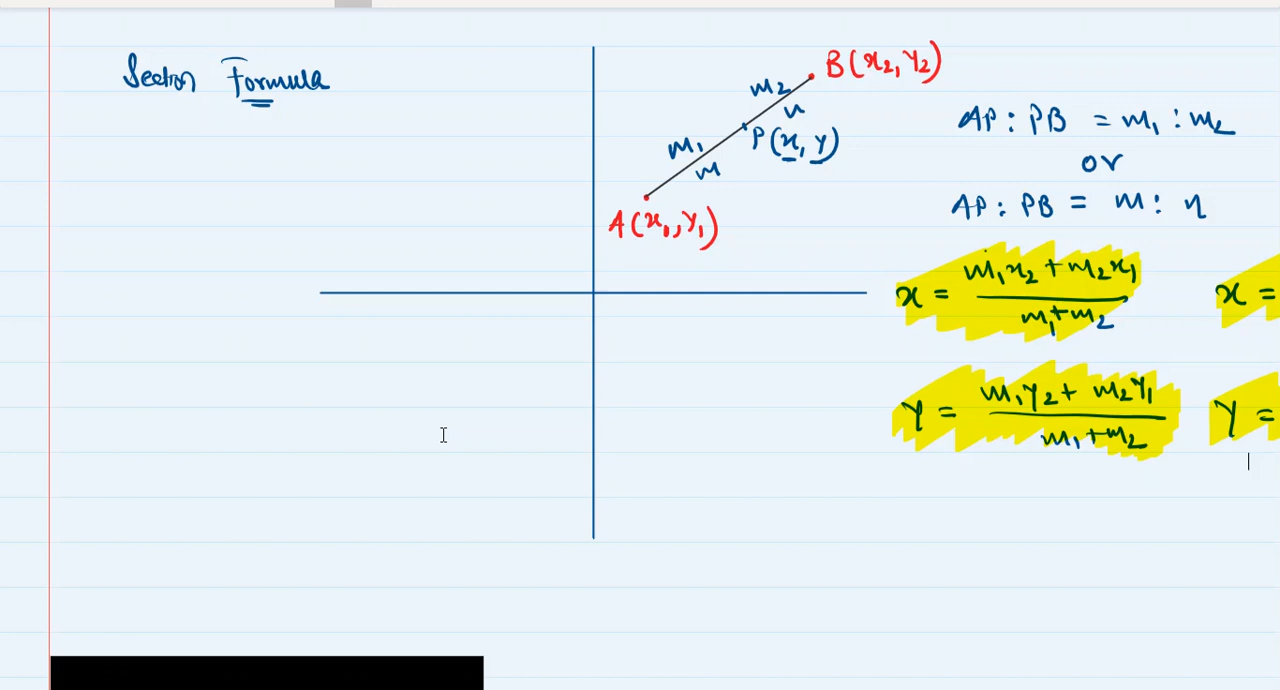 Section Formula
B(x₂, y₂)
m₂
n
P(x, y)
m₁
m
A(x₁, y₁)
AP : PB = m₁ : m₂
or
AP : PB = m : n
x = (m₁x₂ + m₂x₁)/(m₁+m₂)
x =
y = (m₁y₂ + m₂y₁)/(m₁+m₂)
y =